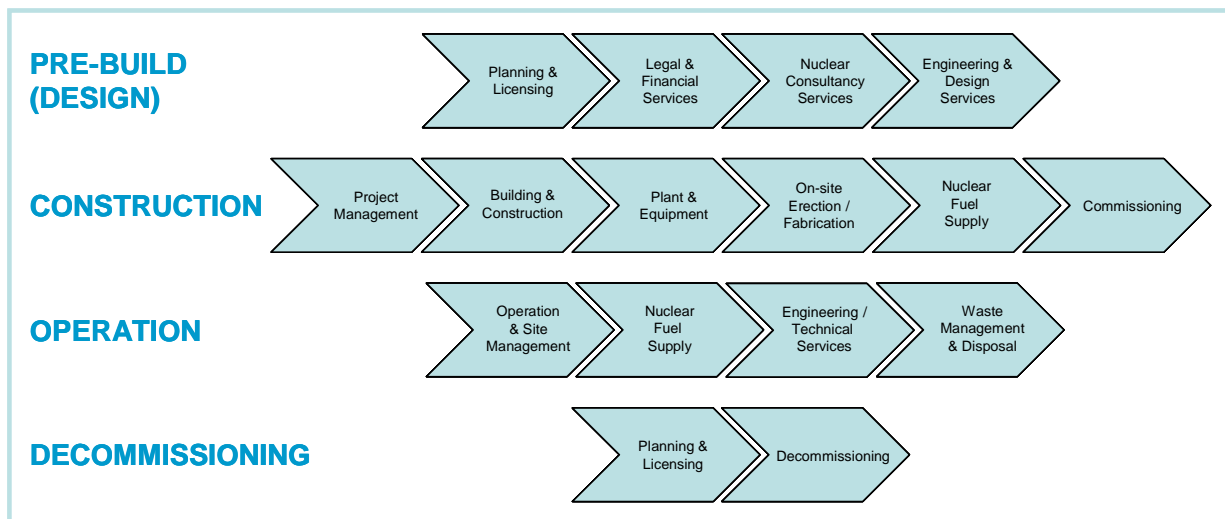 PRE-BUILD
(DESIGN)
Planning &
Licensing
Legal &
Financial
Services
Nuclear
Consultancy
Services
Engineering &
Design
Services
CONSTRUCTION
Project
Management
Building &
Construction
Plant &
Equipment
On-site
Erection /
Fabrication
Nuclear
Fuel
Supply
Commissioning
OPERATION
Operation
& Site
Management
Nuclear
Fuel
Supply
Engineering /
Technical
Services
Waste
Management
& Disposal
DECOMMISSIONING
Planning &
Licensing
Decommissioning